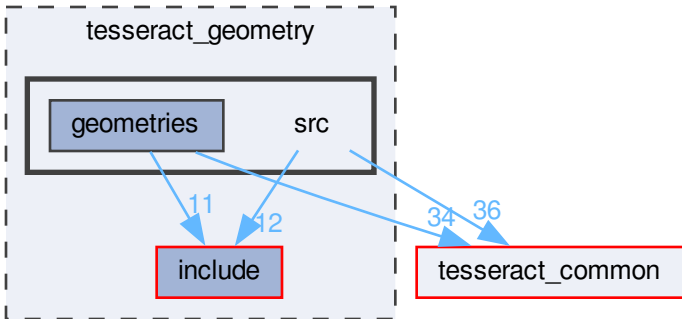 tesseract_geometry
geometries
src
11
12
34
36
include
tesseract_common